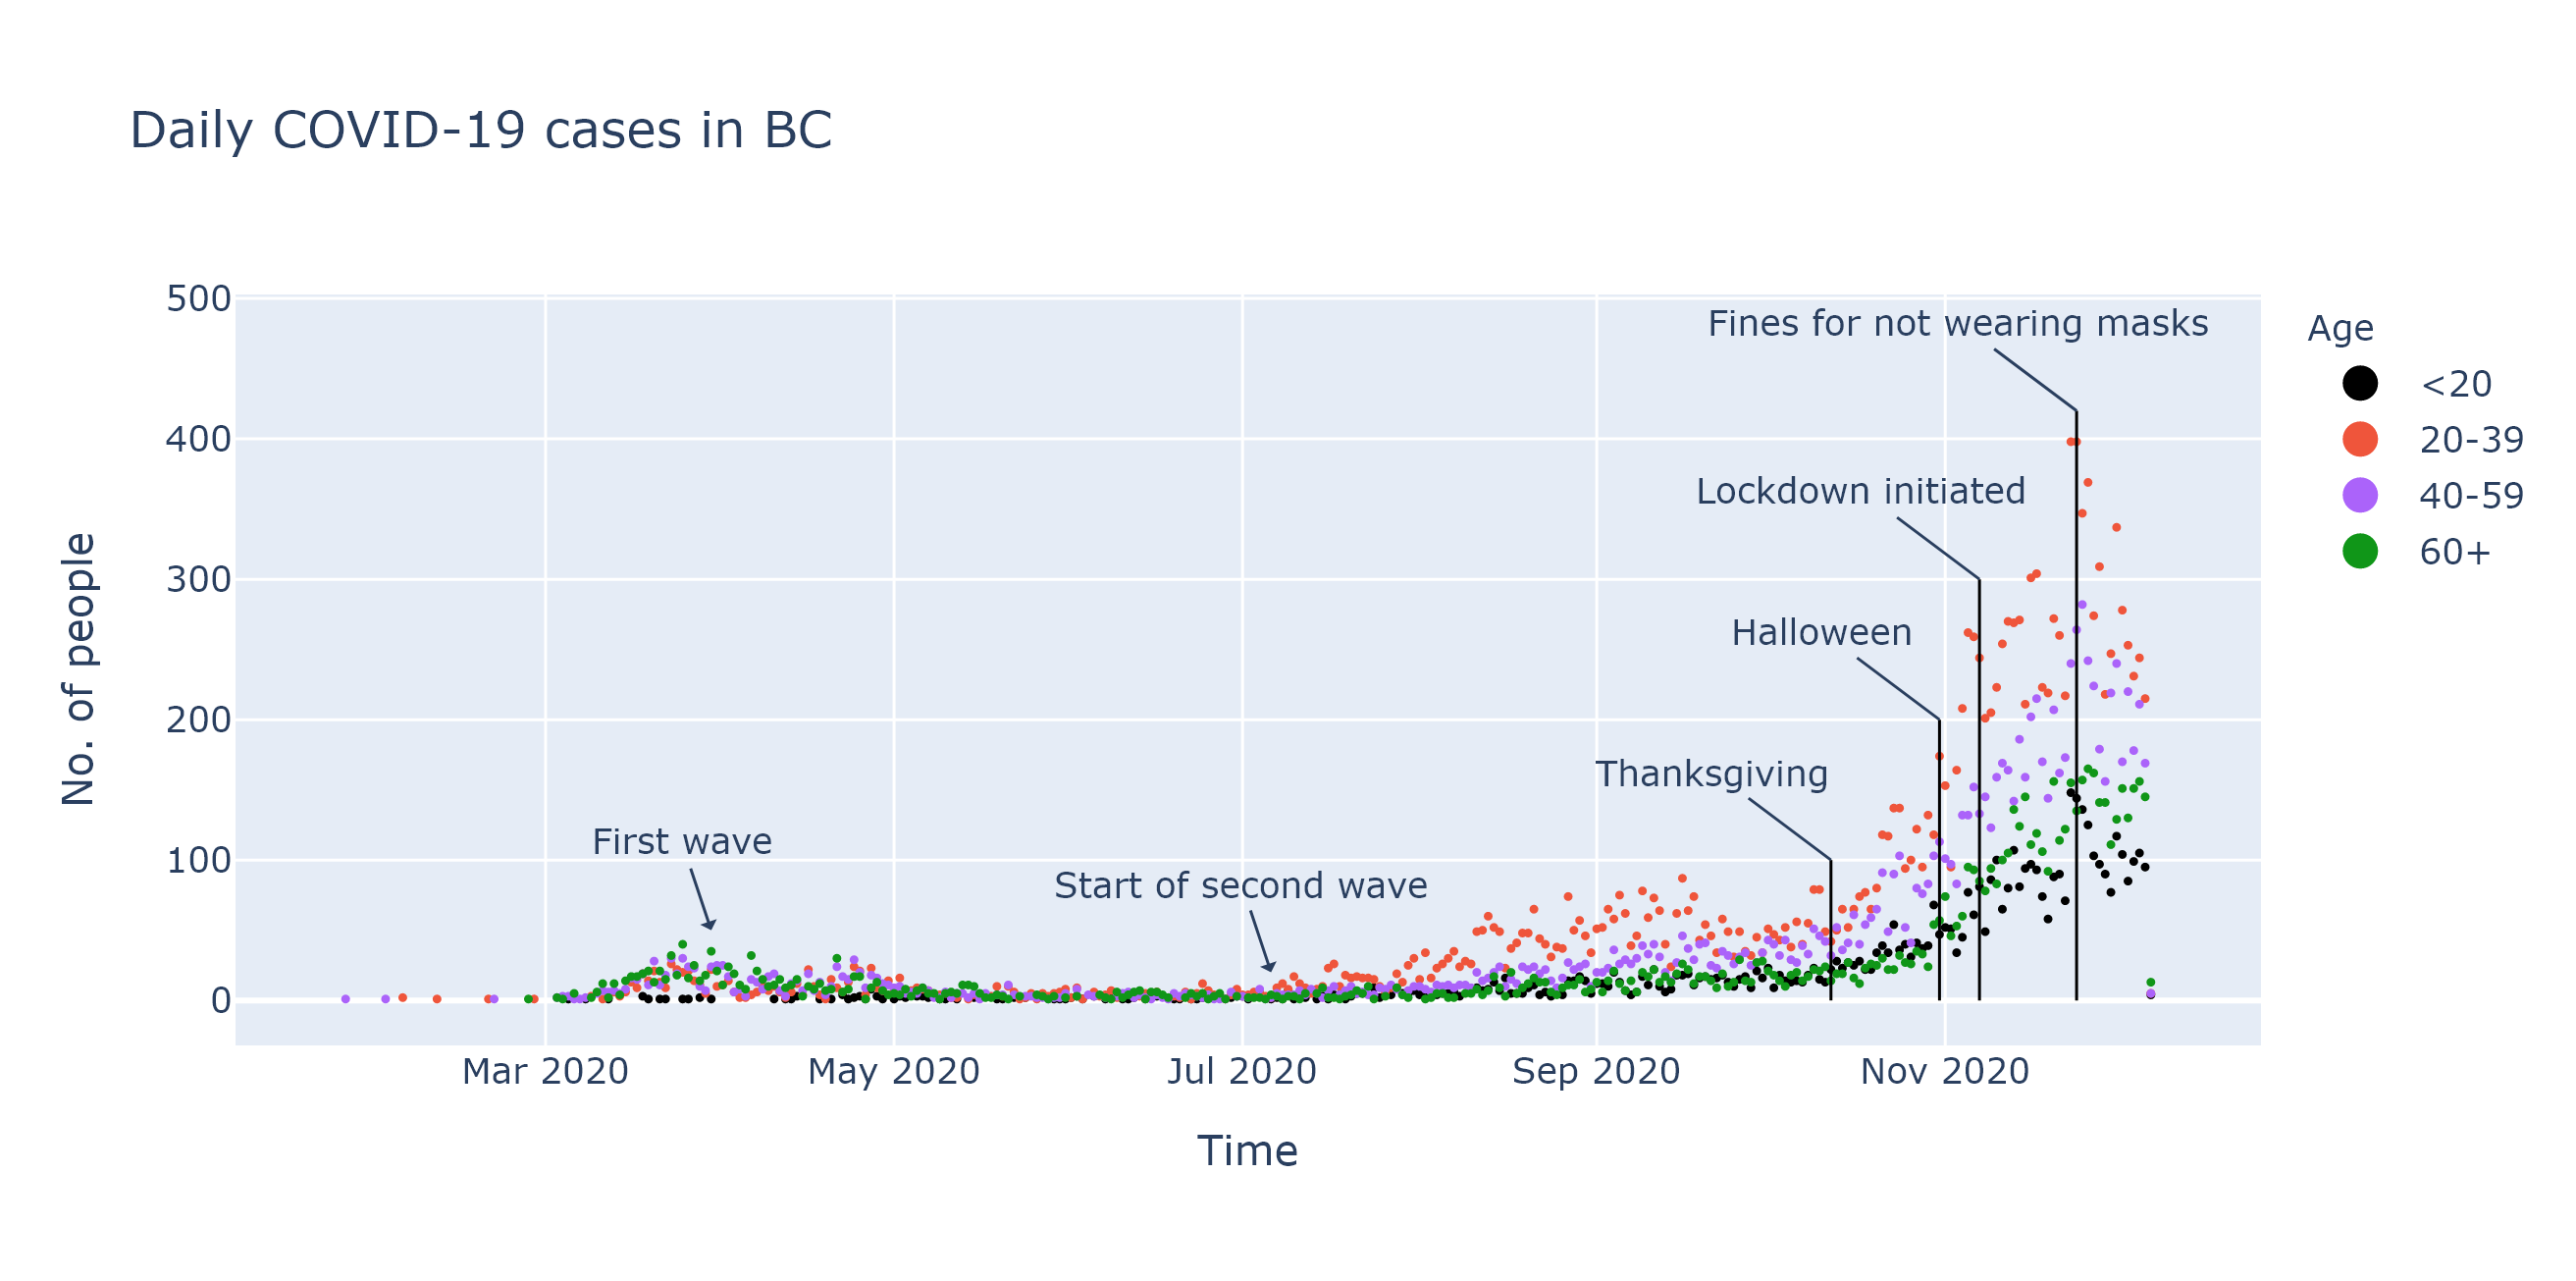 Daily COVID-19 cases in BC
500
400
300
200
100
0
No. of people
Fines for not wearing masks
Lockdown initiated
Halloween
Thanksgiving
First wave
Start of second wave
Mar 2020
May 2020
Jul 2020
Sep 2020
Nov 2020
Time
Age
<20
20-39
40-59
60+